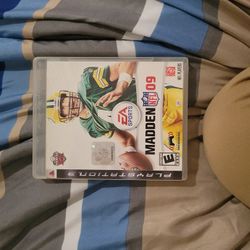 PLAYSTATION 3
MADDEN
NFL 09
EA
SPORTS
E